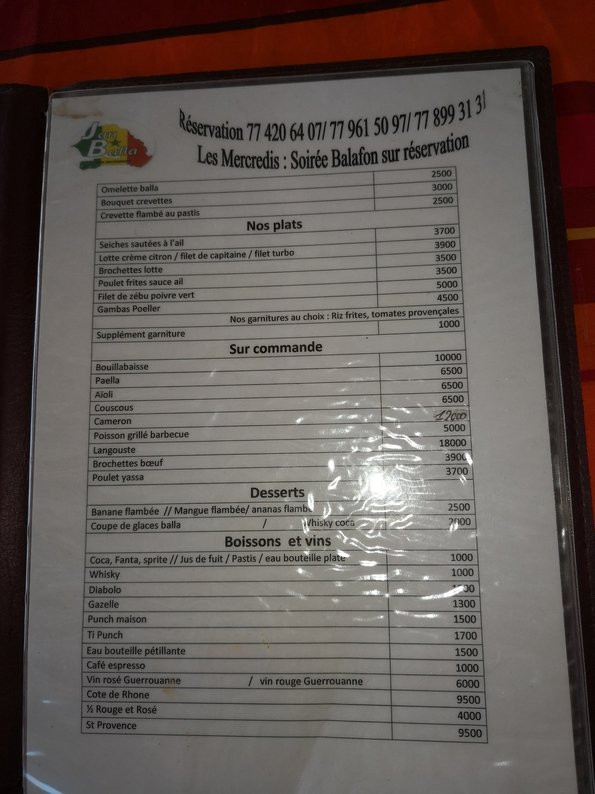 Balla
Réservation 77 420 64 07/ 77 961 50 97/ 77 899 31 31
Les Mercredis : Soirée Balafon sur réservation
Omelette balla 2500
Bouquet crevettes 3000
Crevette flambé au pastis 2500
Nos plats
Seiches sautées à l'ail 3700
Lotte crème citron / filet de capitaine / filet turbo 3900
Brochettes lotte 3500
Poulet frites sauce ail 3500
Filet de zébu poivre vert 5000
Gambas Poeller 4500
Nos garnitures au choix : Riz frites, tomates provençales
Supplément garniture 1000
Sur commande
Bouillabaisse 10000
Paella 6500
Aïoli 6500
Couscous 6500
Cameron 12000
Poisson grillé barbecue 5000
Langouste 18000
Brochettes bœuf 3900
Poulet yassa 3700
Desserts
Banane flambée // Mangue flambée/ ananas flambé 2500
Coupe de glaces balla / Whisky coca
Boissons et vins
Coca, Fanta, sprite // Jus de fuit / Pastis / eau bouteille plate 1000
Whisky 1000
Diabolo
Gazelle 1300
Punch maison 1500
Ti Punch 1700
Eau bouteille pétillante 1500
Café espresso 1000
Vin rosé Guerrouanne / vin rouge Guerrouanne 6000
Cote de Rhone 9500
½ Rouge et Rosé 4000
St Provence 9500